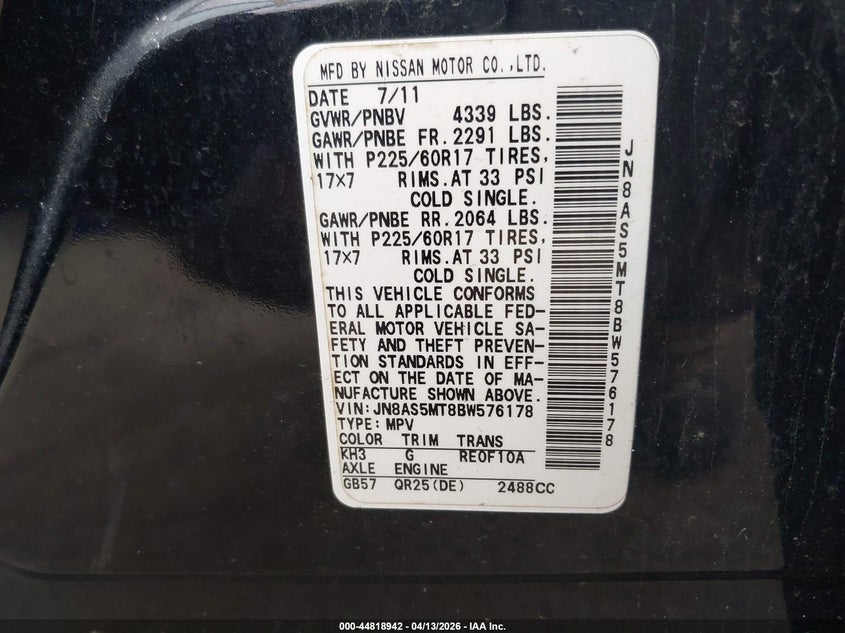 MFD BY NISSAN MOTOR CO.,LTD.
DATE 7/11
GVWR/PNBV 4339 LBS.
GAWR/PNBE FR.2291 LBS.
WITH P225/60R17 TIRES,
17×7 RIMS.AT 33 PSI
COLD SINGLE.
GAWR/PNBE RR.2064 LBS.
WITH P225/60R17 TIRES,
17×7 RIMS.AT 33 PSI
COLD SINGLE.
THIS VEHICLE CONFORMS
TO ALL APPLICABLE FED-
ERAL MOTOR VEHICLE SA-
FETY AND THEFT PREVEN-
TION STANDARDS IN EFF-
ECT ON THE DATE OF MA-
NUFACTURE SHOWN ABOVE.
VIN:JN8AS5MT8BW576178
TYPE:MPV
COLOR TRIM TRANS
KH3 G RE0F10A
AXLE ENGINE
GB57 QR25(DE) 2488CC
JN8AS5MT8BW576178
000-44818942 - 04/13/2026 - IAA Inc.